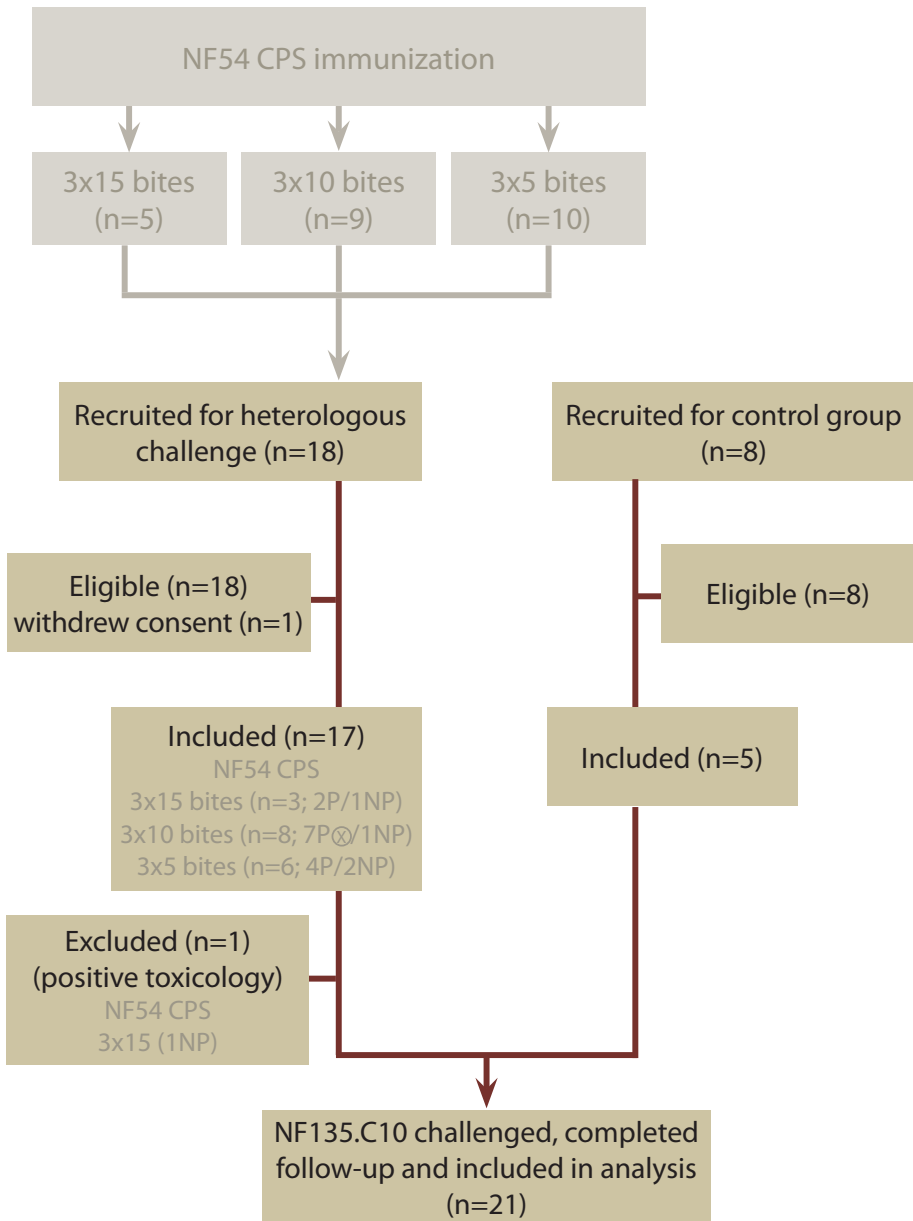 NF54 CPS immunization
3x15 bites
(n=5)
3x10 bites
(n=9)
3x5 bites
(n=10)
Recruited for heterologous
challenge (n=18)
Recruited for control group
(n=8)
Eligible (n=18)
withdrew consent (n=1)
Eligible (n=8)
Included (n=17)
NF54 CPS
3x15 bites (n=3; 2P/1NP)
3x10 bites (n=8; 7Pⓧ/1NP)
3x5 bites (n=6; 4P/2NP)
Included (n=5)
Excluded (n=1)
(positive toxicology)
NF54 CPS
3x15 (1NP)
NF135.C10 challenged, completed
follow-up and included in analysis
(n=21)